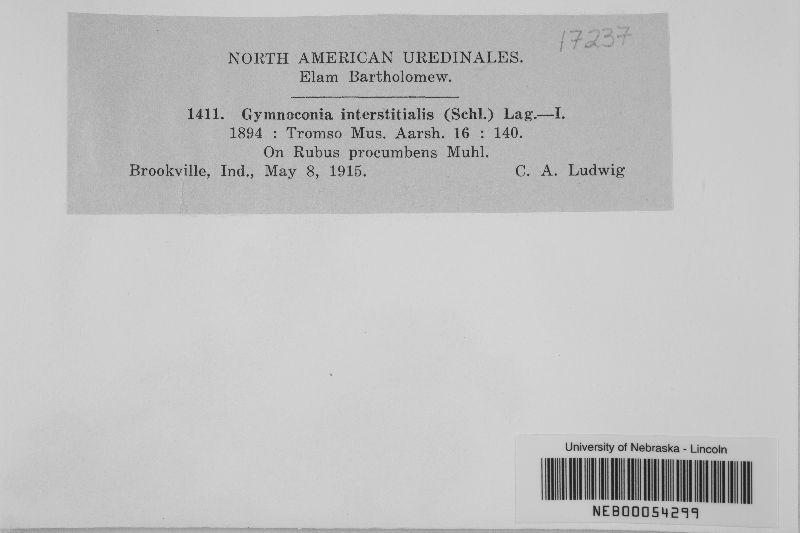 17237
NORTH AMERICAN UREDINALES.
Elam Bartholomew.
1411. Gymnoconia interstitialis (Schl.) Lag.—I.
1894 : Tromso Mus. Aarsh. 16 : 140.
On Rubus procumbens Muhl.
Brookville, Ind., May 8, 1915. C. A. Ludwig
University of Nebraska - Lincoln
NEB00054299